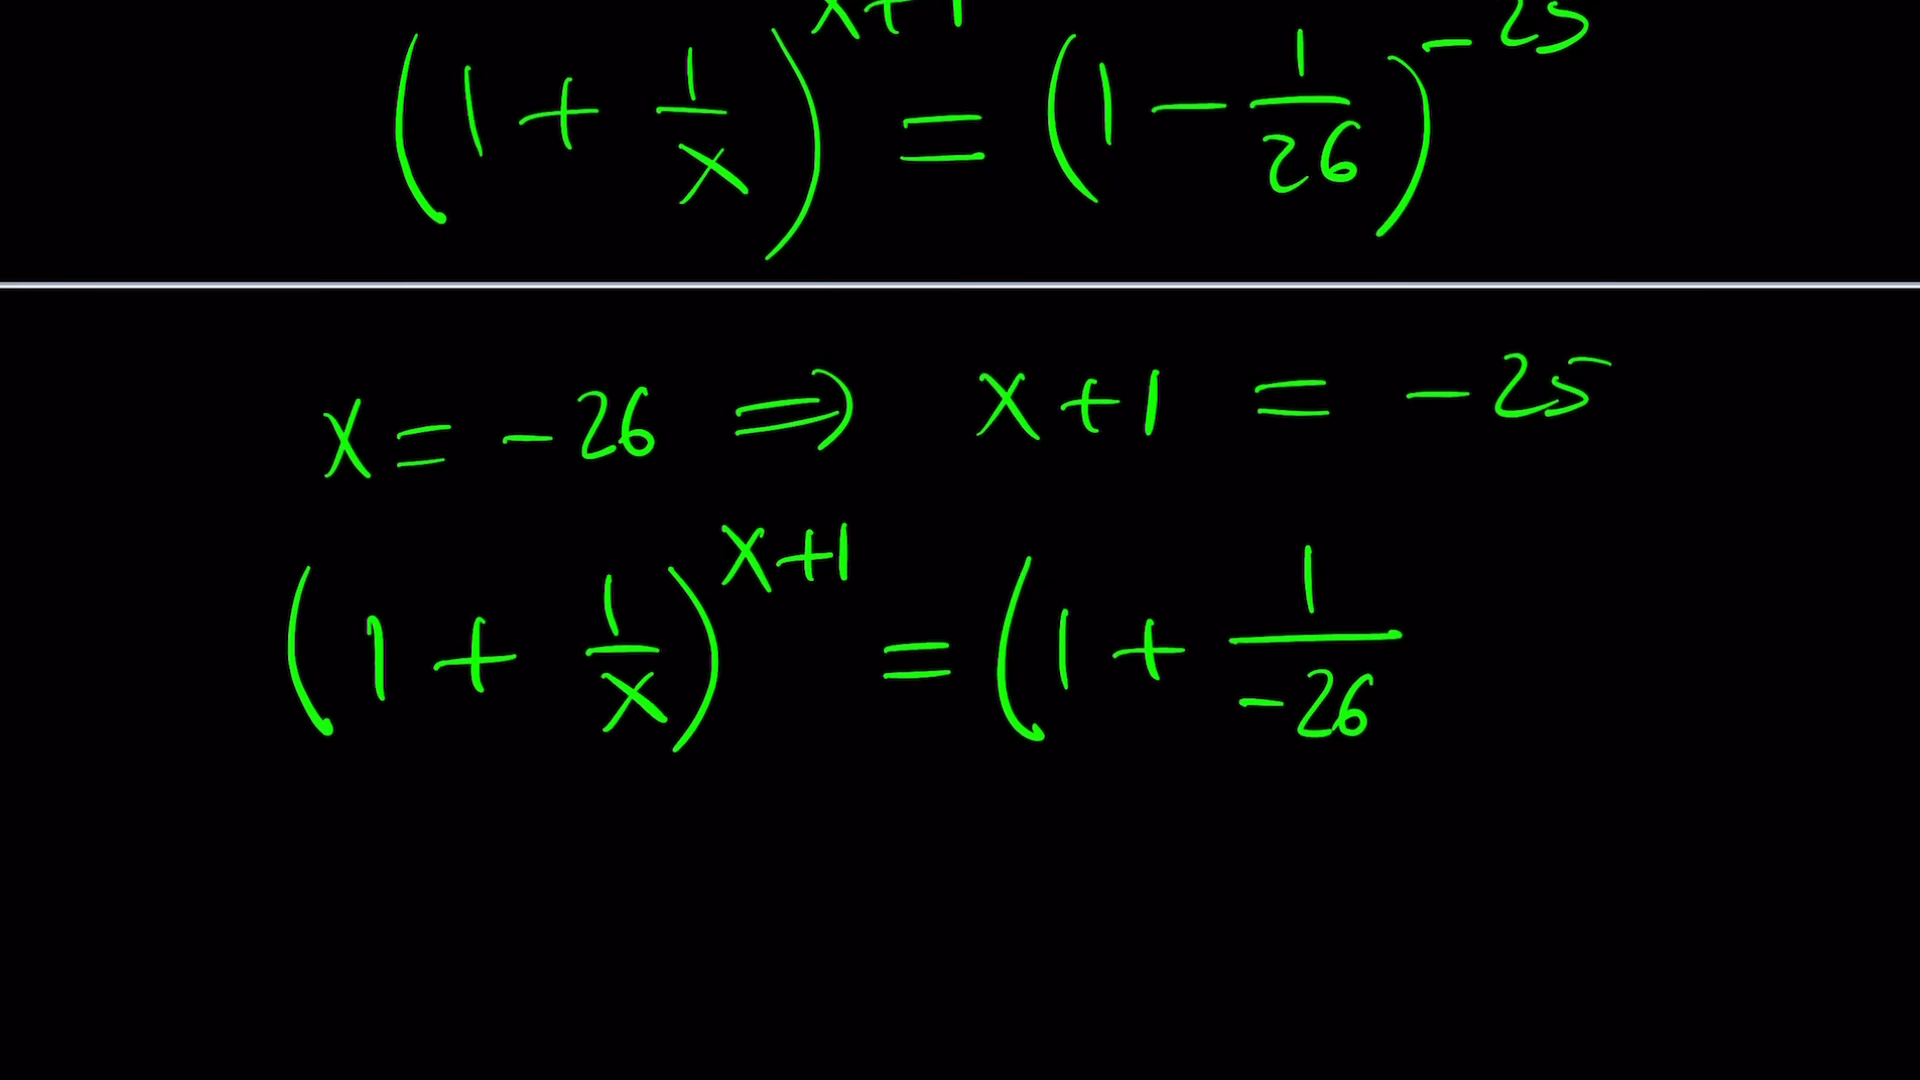 (1 + 1/x)^(x+1) = (1 - 1/26)^(-25)
x = -26 ⇒ x+1 = -25
(1 + 1/x)^(x+1) = (1 + 1/-26